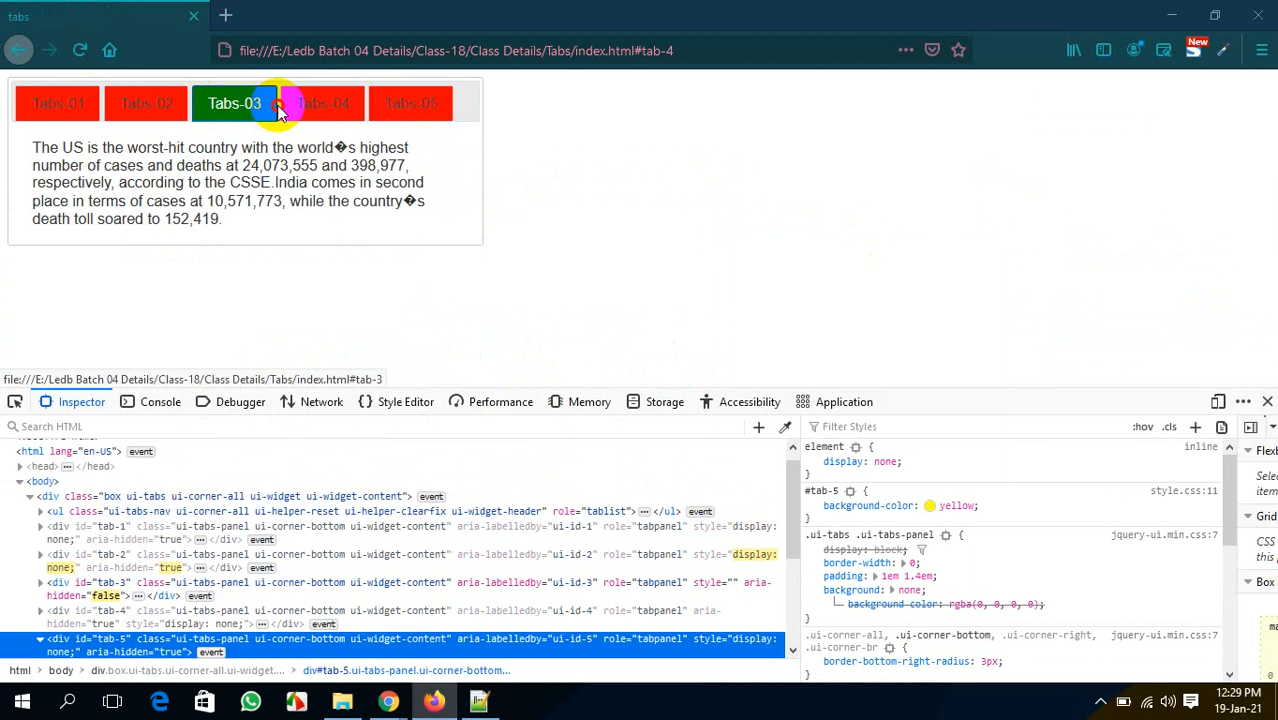 tabs
file:///E:/Ledb Batch 04 Details/Class-18/Class Details/Tabs/index.html#tab-4
New
Tabs-01 Tabs-02 Tabs-03 Tabs-04 Tabs-05
The US is the worst-hit country with the world�s highest
number of cases and deaths at 24,073,555 and 398,977,
respectively, according to the CSSE.India comes in second
place in terms of cases at 10,571,773, while the country�s
death toll soared to 152,419.
file:///E:/Ledb Batch 04 Details/Class-18/Class Details/Tabs/index.html#tab-3
Inspector Console Debugger Network Style Editor Performance Memory Storage Accessibility Application
Search HTML
Filter Styles :hov .cls
<html lang="en-US"> event
<head> ••• </head>
<body>
<div class="box ui-tabs ui-corner-all ui-widget ui-widget-content"> event
<ul class="ui-tabs-nav ui-corner-all ui-helper-reset ui-helper-clearfix ui-widget-header" role="tablist"> ••• </ul> event
<div id="tab-1" class="ui-tabs-panel ui-corner-bottom ui-widget-content" aria-labelledby="ui-id-1" role="tabpanel" style="display:
none;" aria-hidden="true"> ••• </div> event
<div id="tab-2" class="ui-tabs-panel ui-corner-bottom ui-widget-content" aria-labelledby="ui-id-2" role="tabpanel" style="display:
none;" aria-hidden="true"> ••• </div> event
<div id="tab-3" class="ui-tabs-panel ui-corner-bottom ui-widget-content" aria-labelledby="ui-id-3" role="tabpanel" style="" aria-
hidden="false"> ••• </div> event
<div id="tab-4" class="ui-tabs-panel ui-corner-bottom ui-widget-content" aria-labelledby="ui-id-4" role="tabpanel" aria-
hidden="true" style="display: none;"> ••• </div> event
<div id="tab-5" class="ui-tabs-panel ui-corner-bottom ui-widget-content" aria-labelledby="ui-id-5" role="tabpanel" style="display:
none;" aria-hidden="true"> event
html body div.box.ui-tabs.ui-corner-all.ui-widget.... div#tab-5.ui-tabs-panel.ui-corner-bottom...
element { inline
display: none;
}
#tab-5 { style.css:11
background-color: yellow;
}
.ui-tabs .ui-tabs-panel { jquery-ui.min.css:7
display: block;
border-width: 0;
padding: 1em 1.4em;
background: none;
background-color: rgba(0, 0, 0, 0);
}
.ui-corner-all, .ui-corner-bottom, .ui-corner-right, jquery-ui.min.css:7
.ui-corner-br {
border-bottom-right-radius: 3px;
Flexb
Selec
item
Grid
CSS
this
Box
12:29 PM
19-Jan-21